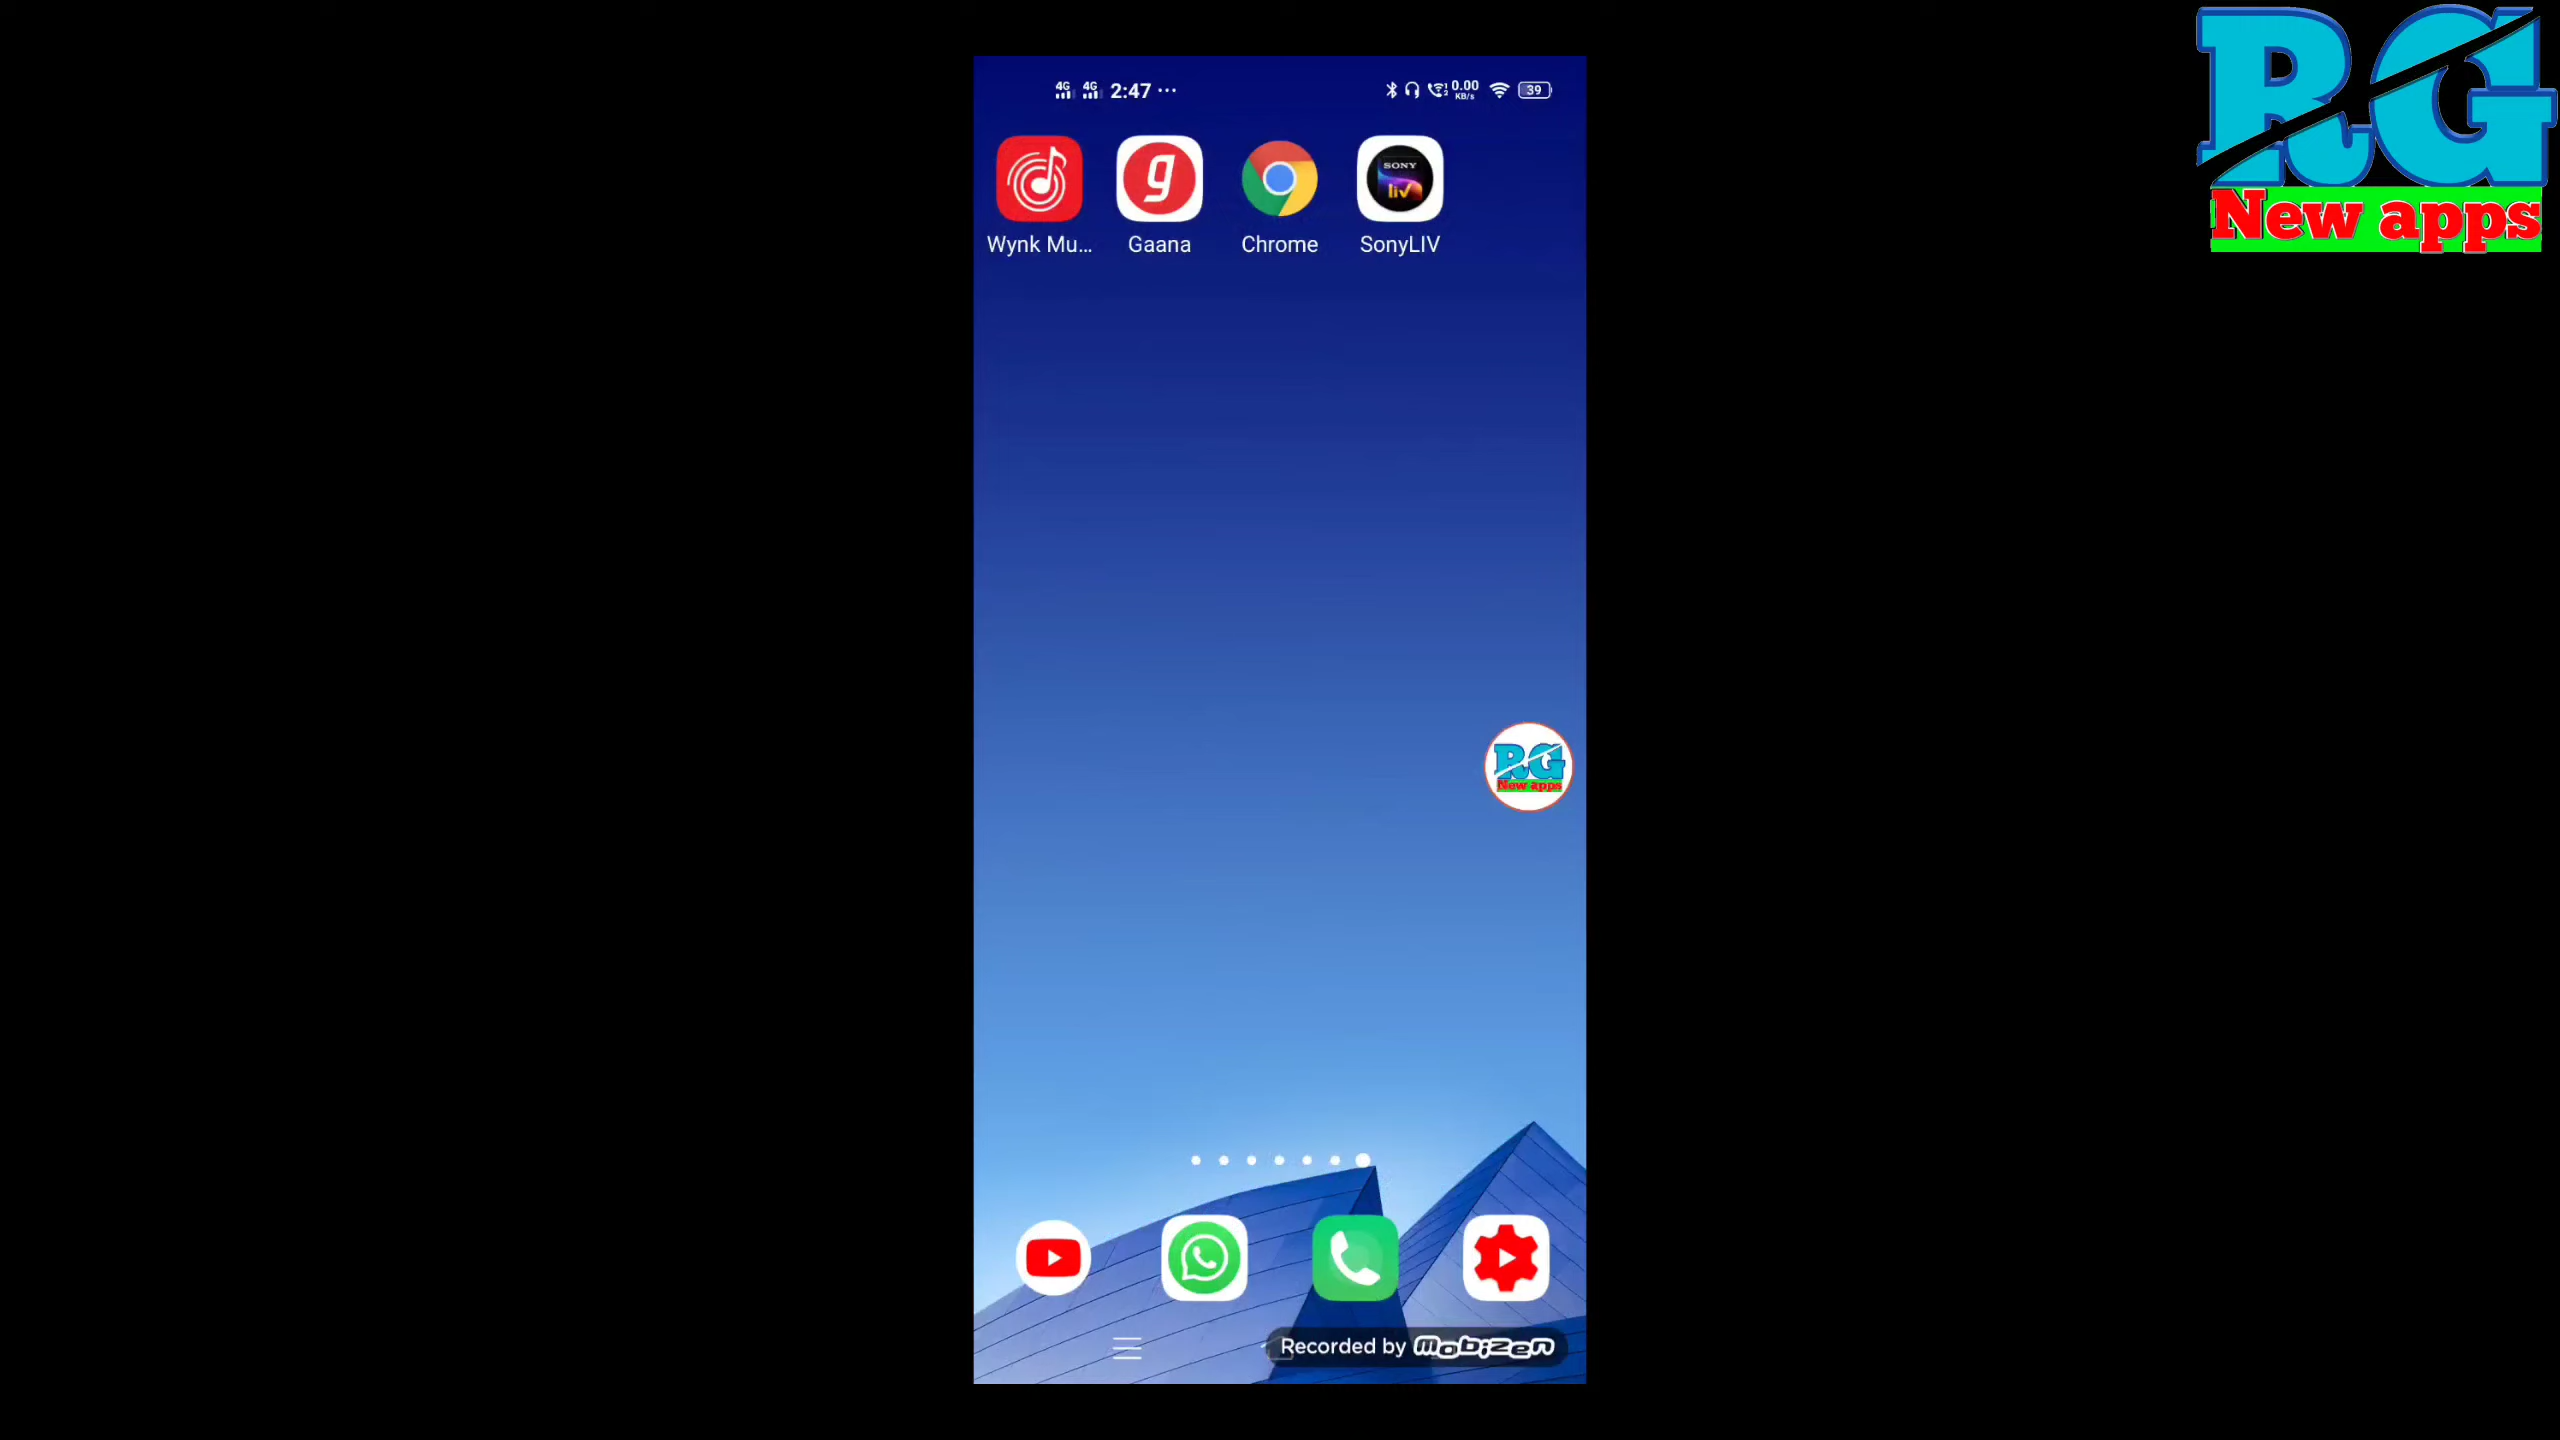 RG
New apps
4G 4G 2:47 ··· 2 0.00 KB/s 39
Wynk Mu... Gaana Chrome SonyLIV
g
SONY
liv
RG
New apps
Recorded by mobizen